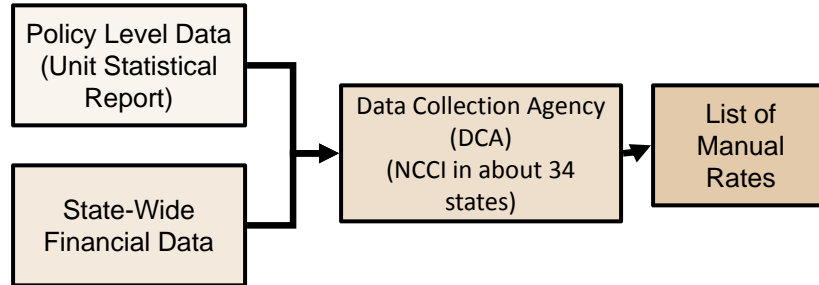 Policy Level Data
(Unit Statistical
Report)
State-Wide
Financial Data
Data Collection Agency
(DCA)
(NCCI in about 34
states)
List of
Manual
Rates